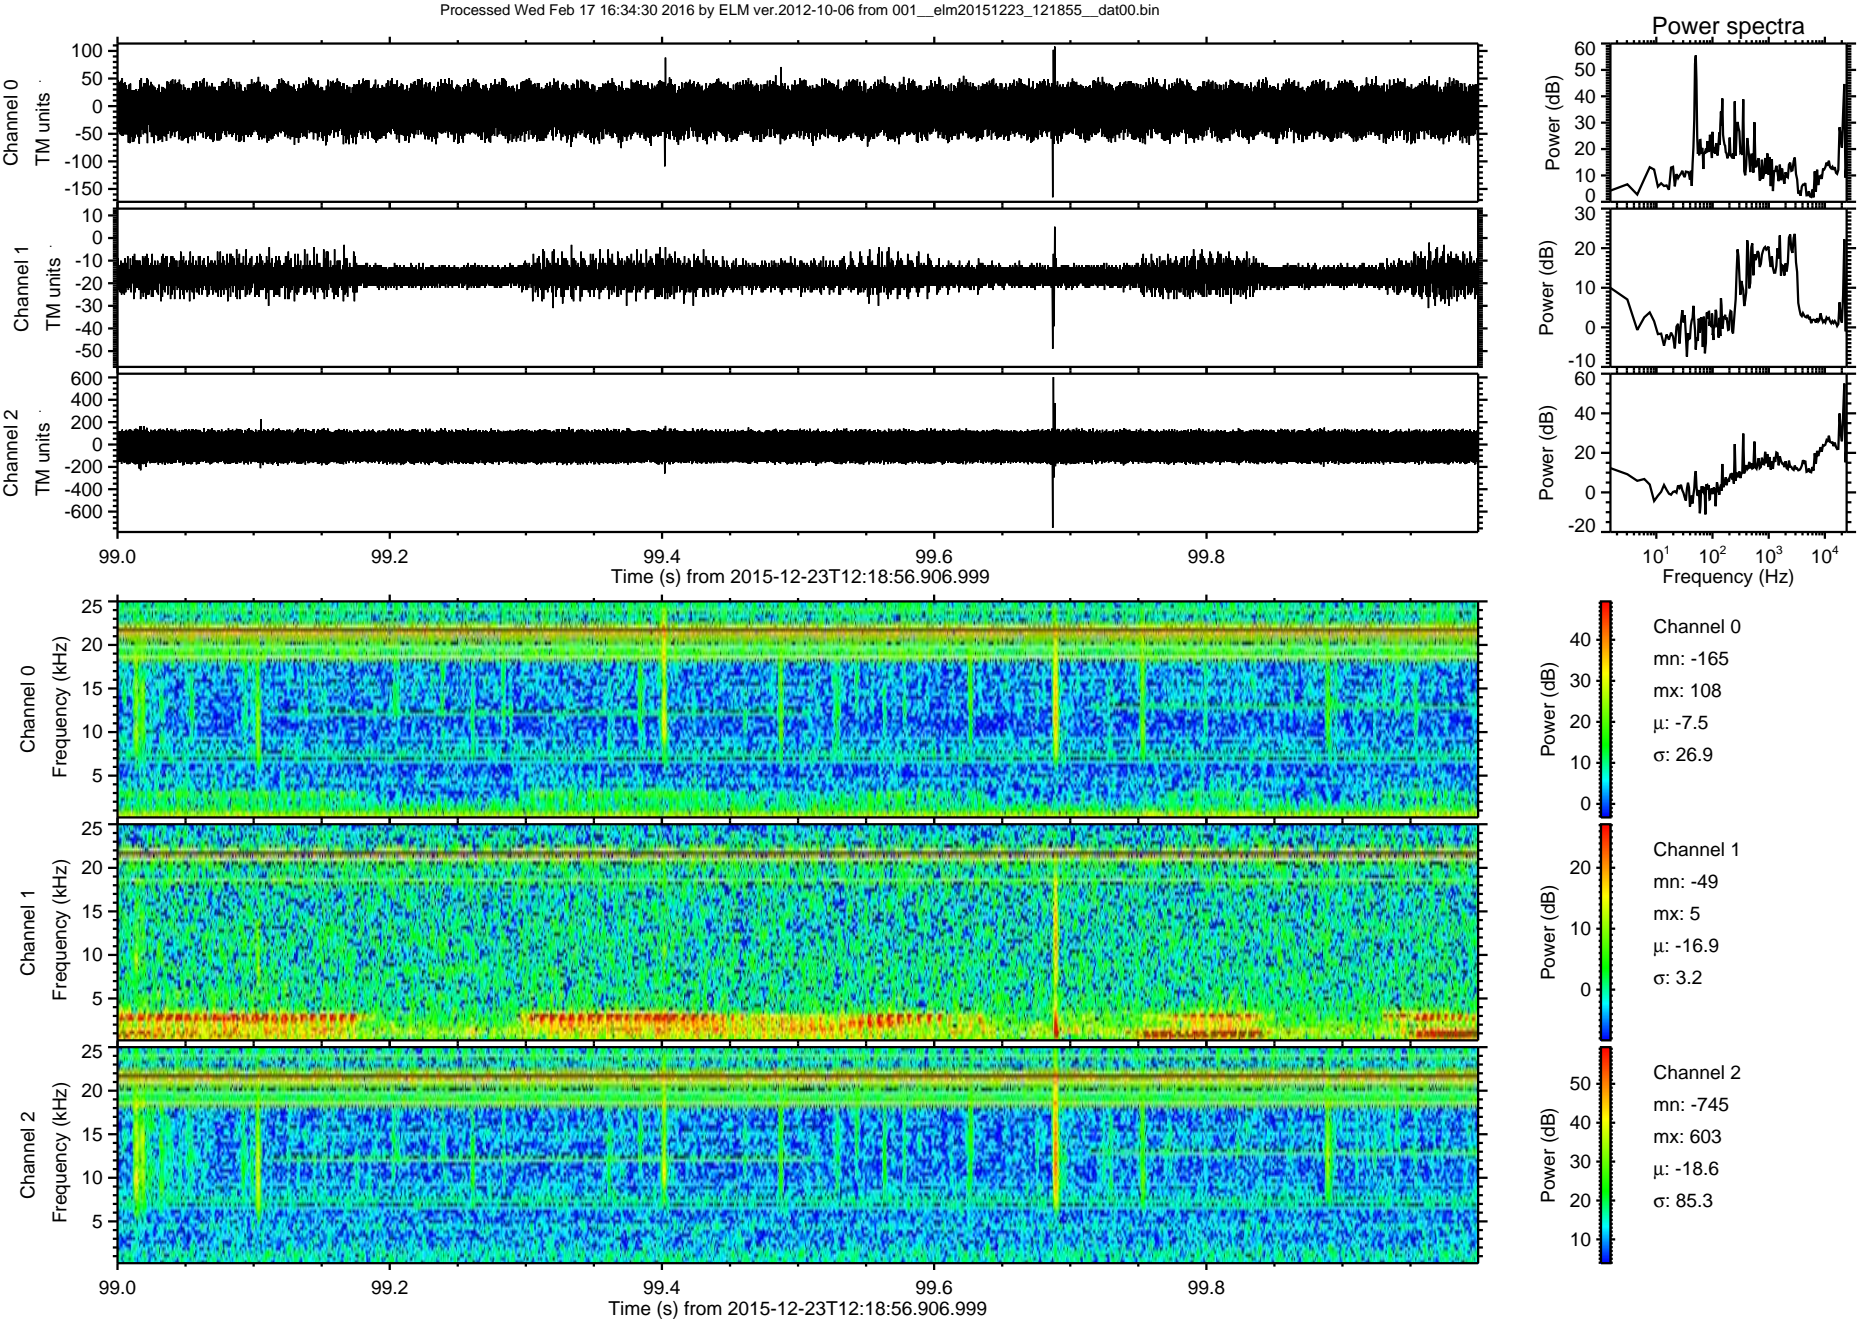 Processed Wed Feb 17 16:34:30 2016 by ELM ver.2012-10-06 from 001__elm20151223_121855__dat00.bin
Power spectra
Channel 0
TM units
100
50
0
-50
-100
-150
Power (dB)
60
50
40
30
20
10
0
Channel 1
TM units
10
0
-10
-20
-30
-40
-50
Power (dB)
30
20
10
0
-10
Channel 2
TM units
600
400
200
0
-200
-400
-600
Power (dB)
60
40
20
0
-20
99.0 99.2 99.4 99.6 99.8
Time (s) from 2015-12-23T12:18:56.906.999
10¹ 10² 10³ 10⁴
Frequency (Hz)
Channel 0
Frequency (kHz)
25
20
15
10
5
Power (dB)
40
30
20
10
0
Channel 0
mn: -165
mx: 108
µ: -7.5
σ: 26.9
Channel 1
Frequency (kHz)
25
20
15
10
5
Power (dB)
20
10
0
Channel 1
mn: -49
mx: 5
µ: -16.9
σ: 3.2
Channel 2
Frequency (kHz)
25
20
15
10
5
Power (dB)
50
40
30
20
10
Channel 2
mn: -745
mx: 603
µ: -18.6
σ: 85.3
99.0 99.2 99.4 99.6 99.8
Time (s) from 2015-12-23T12:18:56.906.999